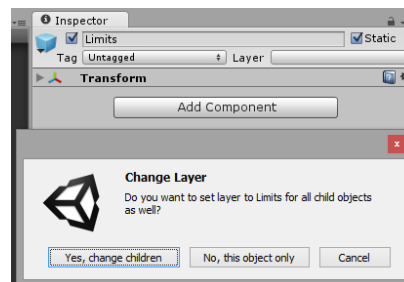 Inspector
Limits Static
Tag Untagged Layer
Transform
Add Component
x
Change Layer
Do you want to set layer to Limits for all child objects
as well?
Yes, change children No, this object only Cancel